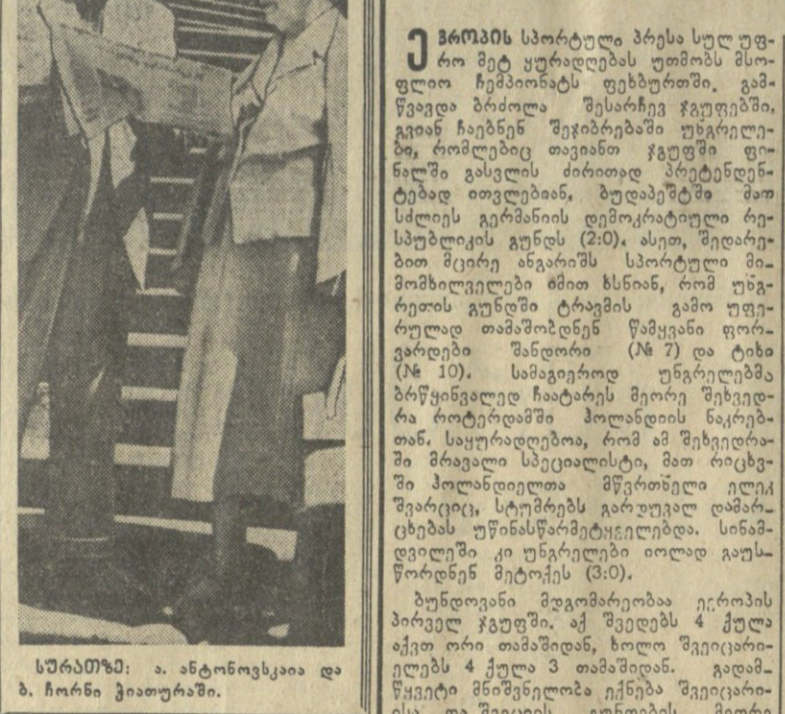 სურათზე: ა. ანტონოვსკაია და
ბ. ჩორნი ჭიათურაში.
ევროპის სპორტული პრესა სულ უფ-
რო მეტ ყურადღებას უთმობს მსო-
ფლიო ჩემპიონატს ფეხბურთში. გამ-
წვავდა ბრძოლა შესარჩევ ჯგუფებში.
გვიან ჩაებნენ შეჯიბრებაში უნგრელე-
ბი, რომლებიც თავიანთ ჯგუფში ფი-
ნალში გასვლის ძირითად პრეტენდენ-
ტებად ითვლებიან. ბუდაპეშტში მათ
სძლიეს გერმანიის დემოკრატიული რე-
სპუბლიკის გუნდს (2:0). ასეთ, შედარე-
ბით მცირე ანგარიშს სპორტული მი-
მომხილველები იმით ხსნიან, რომ უნგ-
რეთის გუნდში ტრავმის გამო უფე-
რულად თამაშობდნენ წამყვანი ფორ-
ვარდები შანდორი (№ 7) და ტიხი
(№ 10). სამაგიეროდ უნგრელებმა
ბრწყინვალედ ჩაატარეს მეორე შეხვედ-
რა როტერდამში ჰოლანდიის ნაკრებ-
თან. საყურადღებოა, რომ ამ შეხვედრა-
ში მრავალი სპეციალისტი, მათ რიცხვ-
ში ჰოლანდიელთა მწვრთნელი ელეკ
შვარციც, სტუმრებს გარდუვალ დამარ-
ცხებას უწინასწარმეტყველებდა. სინამ-
დვილეში კი უნგრელები იოლად გაუს-
წორდნენ მეტოქეს (3:0).
ბუნდოვანი მდგომარეობაა ევროპის
პირველ ჯგუფში. აქ შვედებს 4 ქულა
აქვთ ორი თამაშიდან, ხოლო შვეიცარი-
ელებს 4 ქულა 3 თამაშიდან. გადამ-
წყვეტი მნიშვნელობა ექნება შვეიცარი-